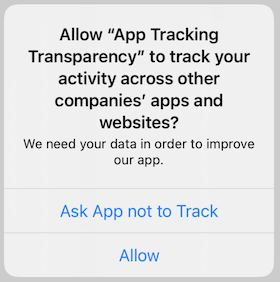 Allow “App Tracking
Transparency” to track your
activity across other
companies’ apps and
websites?
We need your data in order to improve
our app.
Ask App not to Track
Allow